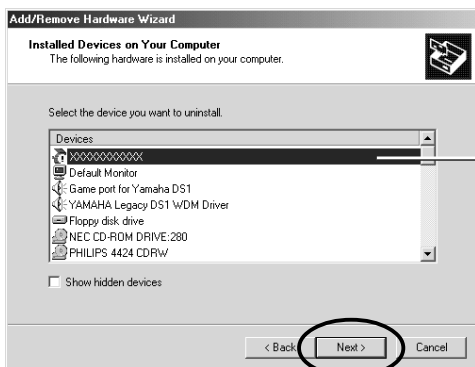 Add/Remove Hardware Wizard
Installed Devices on Your Computer
The following hardware is installed on your computer.
Select the device you want to uninstall.
Devices
XXXXXXXXXXX
Default Monitor
Game port for Yamaha DS1
YAMAHA Legacy DS1 WDM Driver
Floppy disk drive
NEC CD-ROM DRIVE:280
PHILIPS 4424 CDRW
Show hidden devices
< Back Next > Cancel